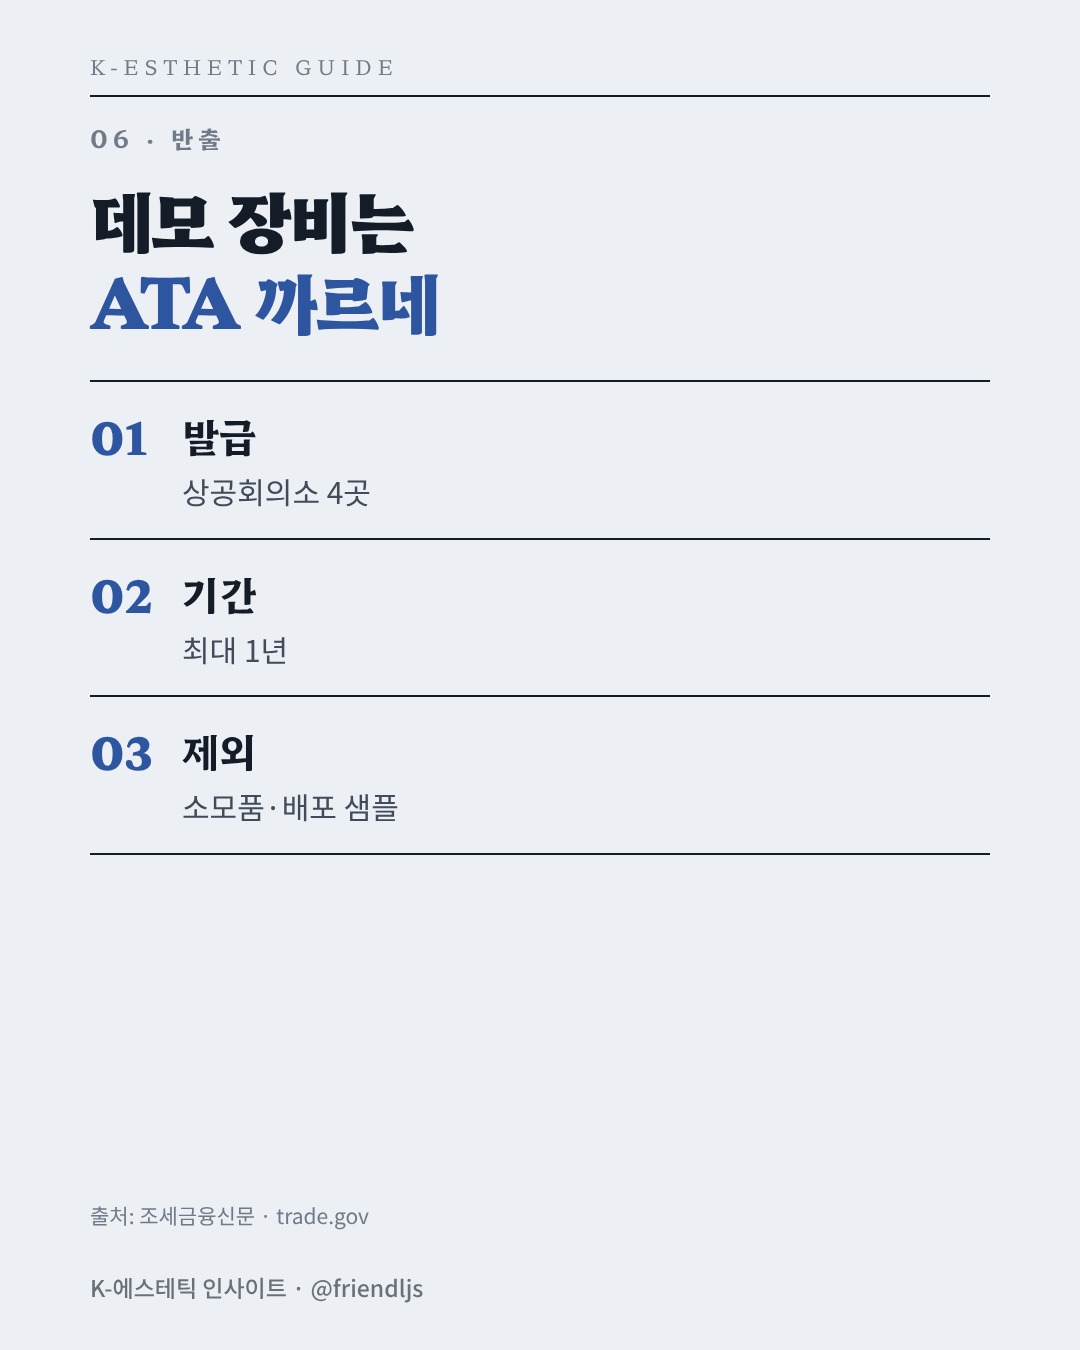 K-ESTHETIC GUIDE
06 · 반출
데모 장비는
ATA 까르네
01 발급
상공회의소 4곳
02 기간
최대 1년
03 제외
소모품·배포 샘플
출처: 조세금융신문 · trade.gov
K-에스테틱 인사이트 · @friendljs